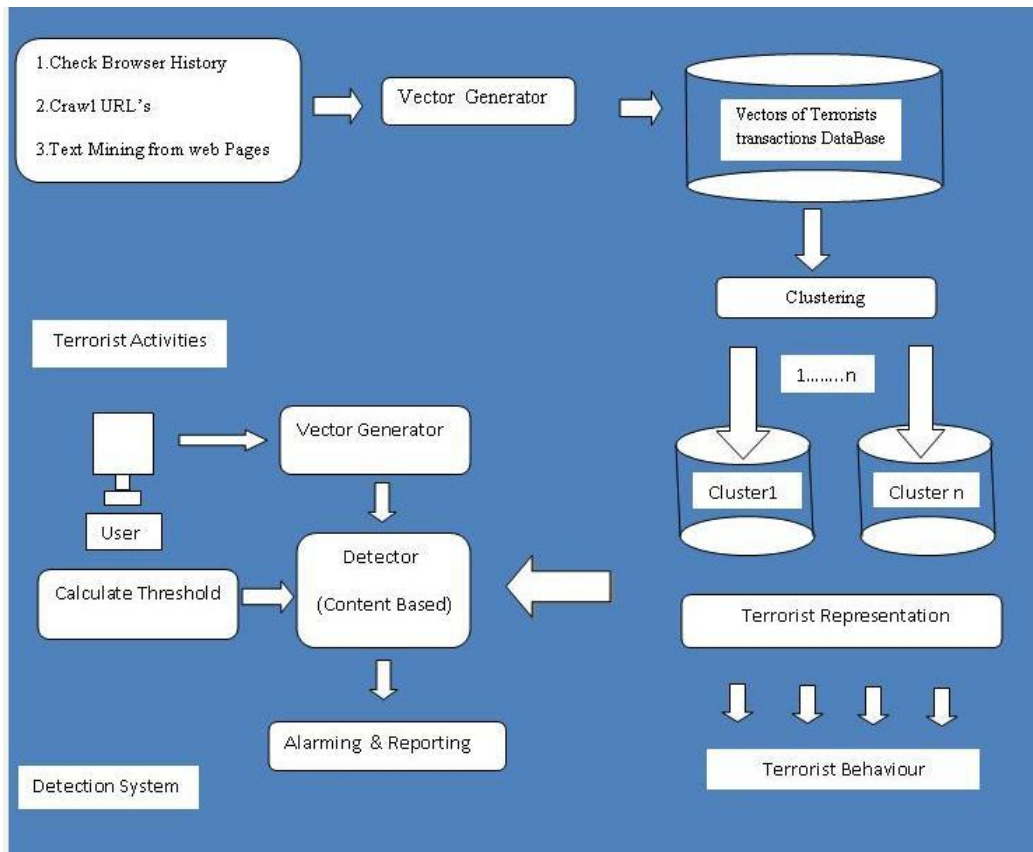 1.Check Browser History
2.Crawl URL's
3.Text Mining from web Pages
Vector Generator
Vectors of Terrorists
transactions DataBase
Clustering
1........n
Cluster1
Cluster n
Terrorist Activities
Vector Generator
User
Detector
(Content Based)
Calculate Threshold
Terrorist Representation
Alarming & Reporting
Terrorist Behaviour
Detection System